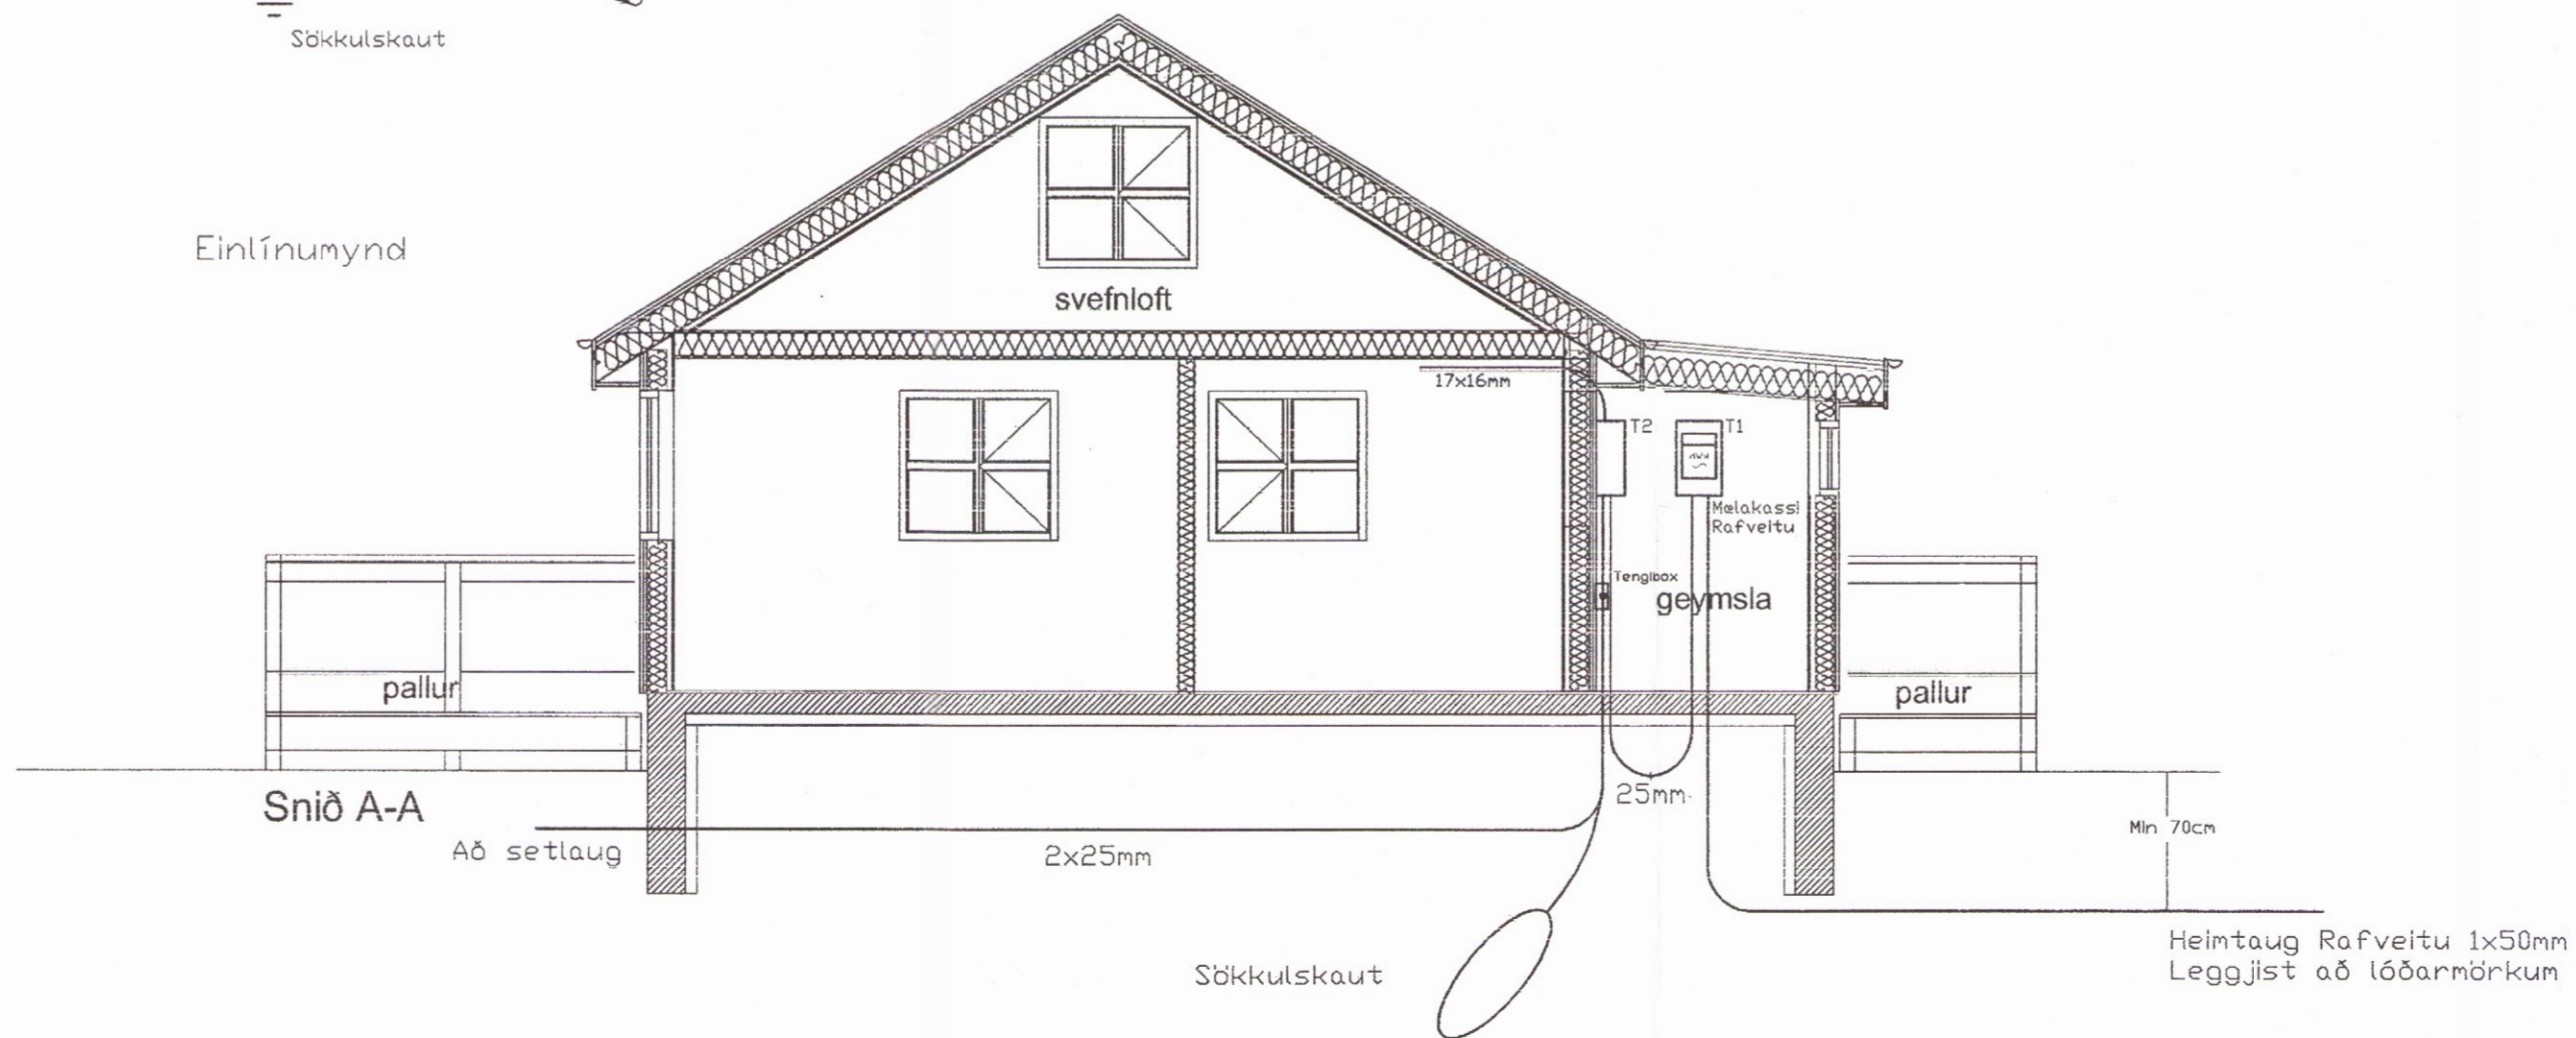 Sökkulskaut
Einlínumynd
svefnloft
17x16mm
T2
T1
Mælakassi
Rafveitu
Tengibox
geymsla
pallur
pallur
Snið A-A
25mm
Min 70cm
Að setlaug
2x25mm
Heimtaug Rafveitu 1x50mm
Leggjist að lóðarmörkum
Sökkulskaut